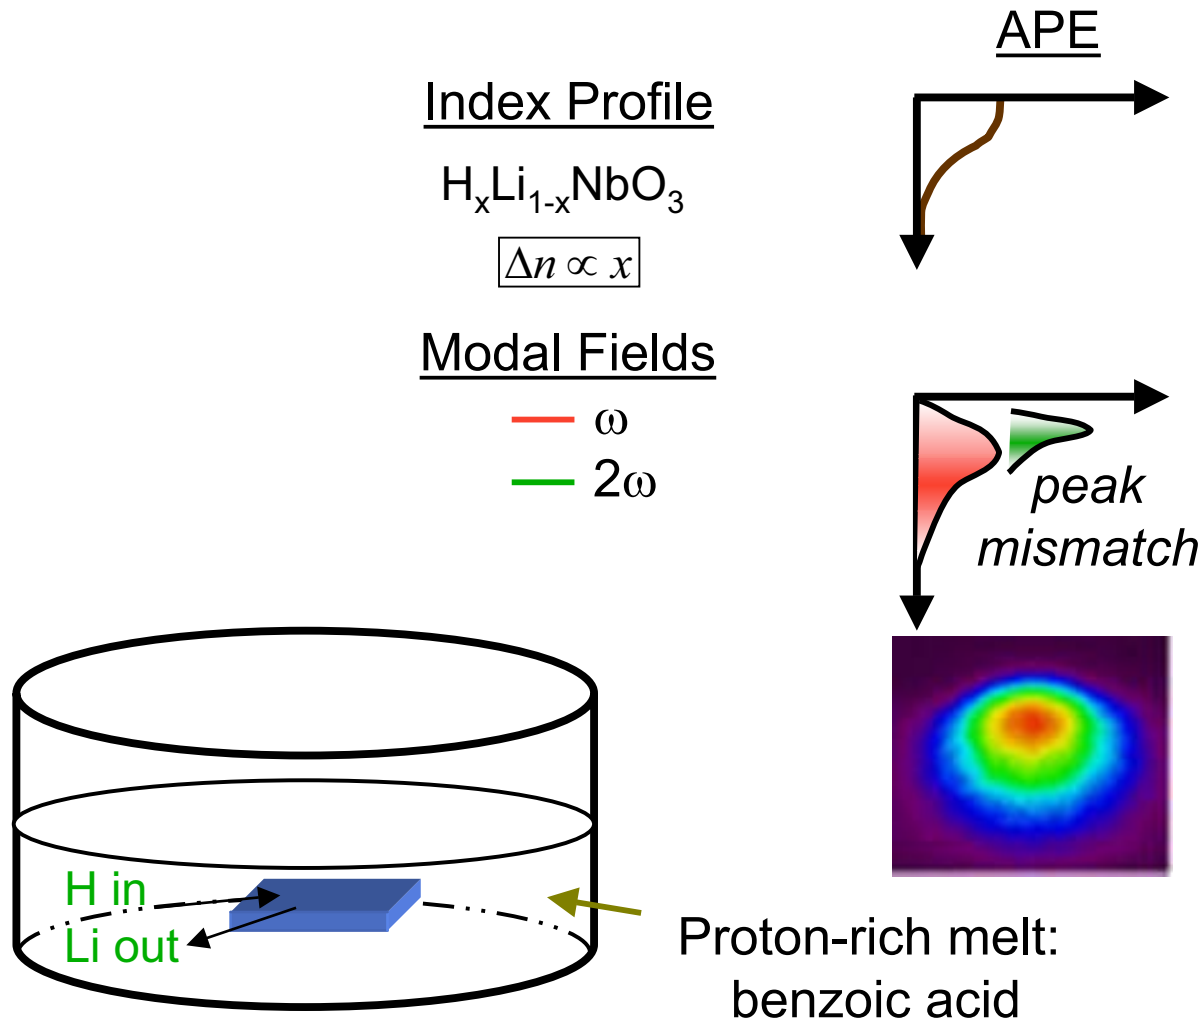 APE
Index Profile
HₓLi₁₋ₓNbO₃
Δn ∝ x
Modal Fields
ω
2ω
peak
mismatch
H in
Li out
Proton-rich melt:
benzoic acid